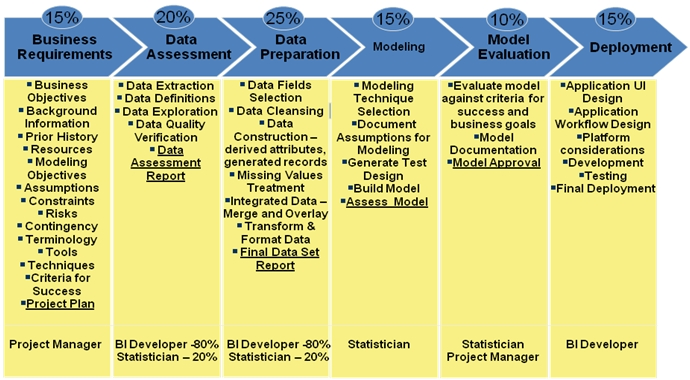 15%
20%
25%
15%
10%
15%
Business
Requirements
Data
Assessment
Data
Preparation
Modeling
Model
Evaluation
Deployment
▪Business
Objectives
▪Background
Information
▪Prior History
▪Resources
▪Modeling
Objectives
▪Assumptions
▪Constraints
▪Risks
▪Contingency
▪Terminology
▪Tools
▪Techniques
▪Criteria for
Success
▪Project Plan
▪Data Extraction
▪Data Definitions
▪Data Exploration
▪Data Quality
Verification
▪Data
Assessment
Report
▪Data Fields
Selection
▪Data Cleansing
▪Data
Construction –
derived attributes,
generated records
▪Missing Values
Treatment
▪Integrated Data –
Merge and Overlay
▪Transform &
Format Data
▪Final Data Set
Report
▪Modeling
Technique
Selection
▪Document
Assumptions for
Modeling
▪Generate Test
Design
▪Build Model
▪Assess Model
▪Evaluate model
against criteria for
success and
business goals
▪Model
Documentation
▪Model Approval
▪Application UI
Design
▪Application
Workflow Design
▪Platform
considerations
▪Development
▪Testing
▪Final Deployment
Project Manager
BI Developer -80%
Statistician – 20%
BI Developer -80%
Statistician – 20%
Statistician
Statistician
Project Manager
BI Developer